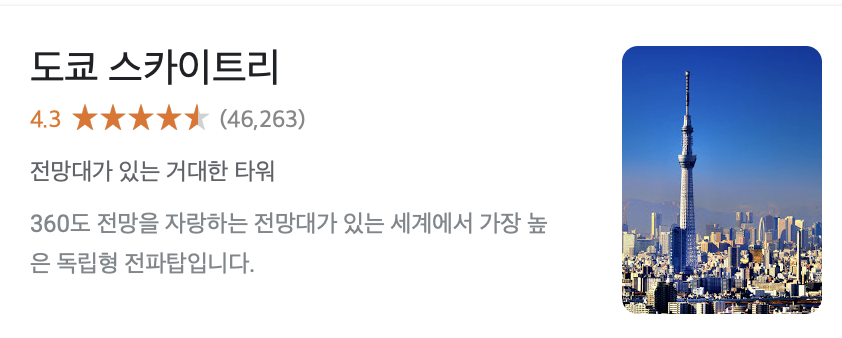 도쿄 스카이트리
4.3 (46,263)
전망대가 있는 거대한 타워
360도 전망을 자랑하는 전망대가 있는 세계에서 가장 높
은 독립형 전파탑입니다.